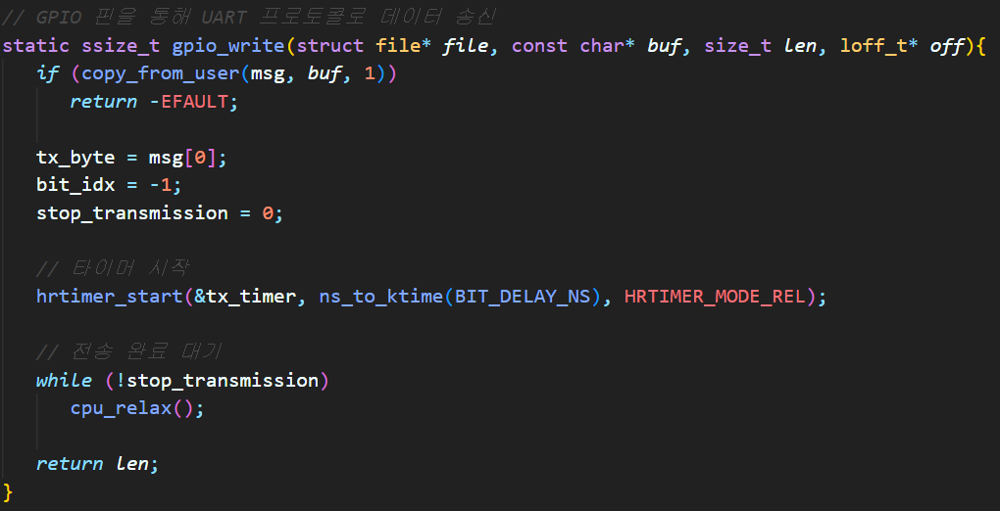 // GPIO 핀을 통해 UART 프로토콜로 데이터 송신
static ssize_t gpio_write(struct file* file, const char* buf, size_t len, loff_t* off){
if (copy_from_user(msg, buf, 1))
return -EFAULT;
tx_byte = msg[0];
bit_idx = -1;
stop_transmission = 0;
// 타이머 시작
hrtimer_start(&tx_timer, ns_to_ktime(BIT_DELAY_NS), HRTIMER_MODE_REL);
// 전송 완료 대기
while (!stop_transmission)
cpu_relax();
return len;
}